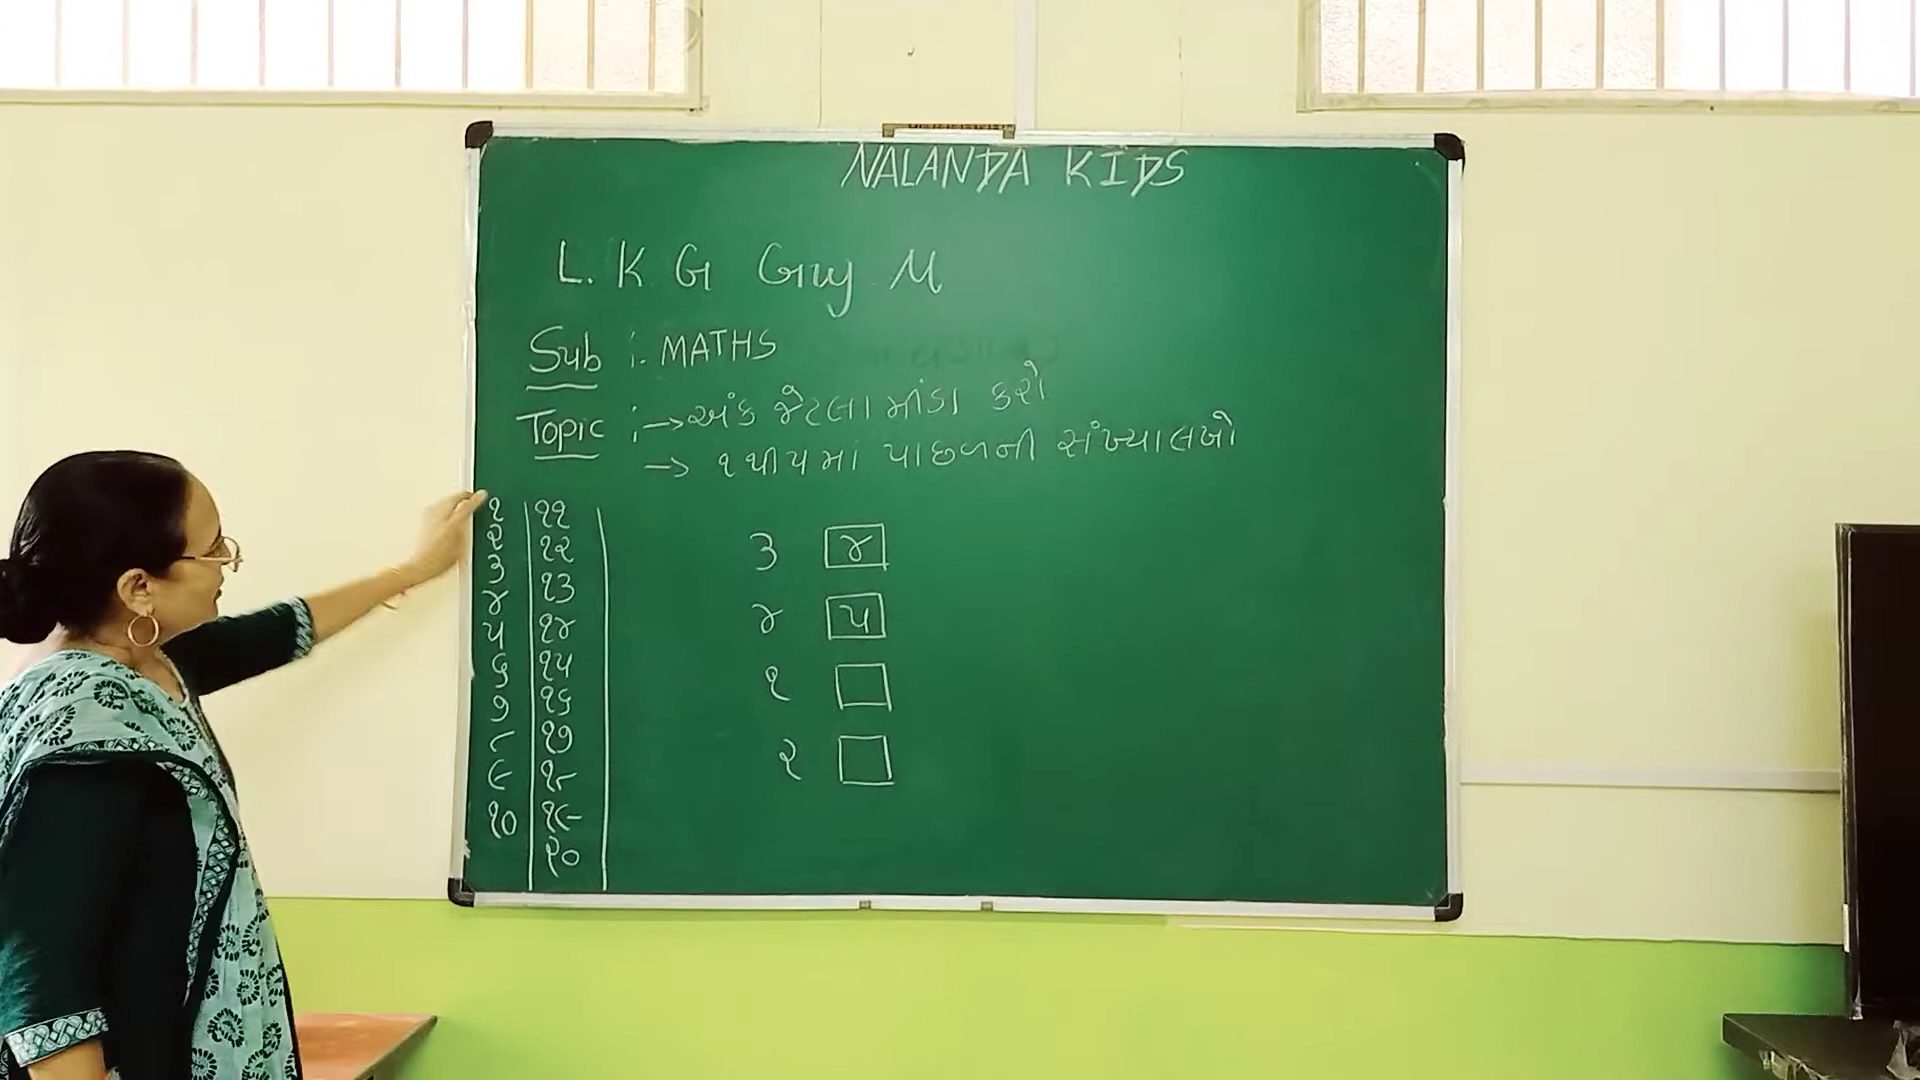 NALANDA KIDS
L. K G Guj M
Sub : MATHS
Topic : → અંક જેટલા મીંડા કરો
→ ૧ થી ૫ માં પાછળની સંખ્યા લખો
૧ ૧૧
૨ ૧૨
૩ ૧૩
૪ ૧૪
૫ ૧૫
૬ ૧૬
૭ ૧૭
૮ ૧૮
૯ ૧૯
૧૦ ૨૦
૩ ૪
૪ ૫
૧
૨